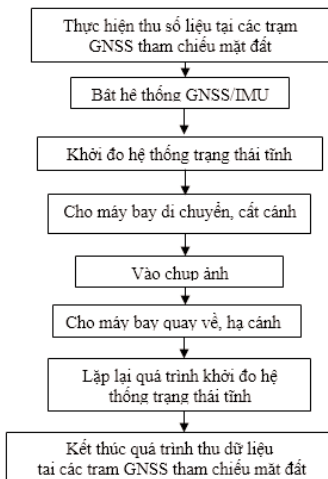 Thực hiện thu số liệu tại các trạm
GNSS tham chiếu mặt đất
Bật hệ thống GNSS/IMU
Khởi đo hệ thống trạng thái tĩnh
Cho máy bay di chuyển, cất cánh
Vào chụp ảnh
Cho máy bay quay về, hạ cánh
Lặp lại quá trình khởi đo hệ
thống trạng thái tĩnh
Kết thúc quá trình thu dữ liệu
tại các trạm GNSS tham chiếu mặt đất